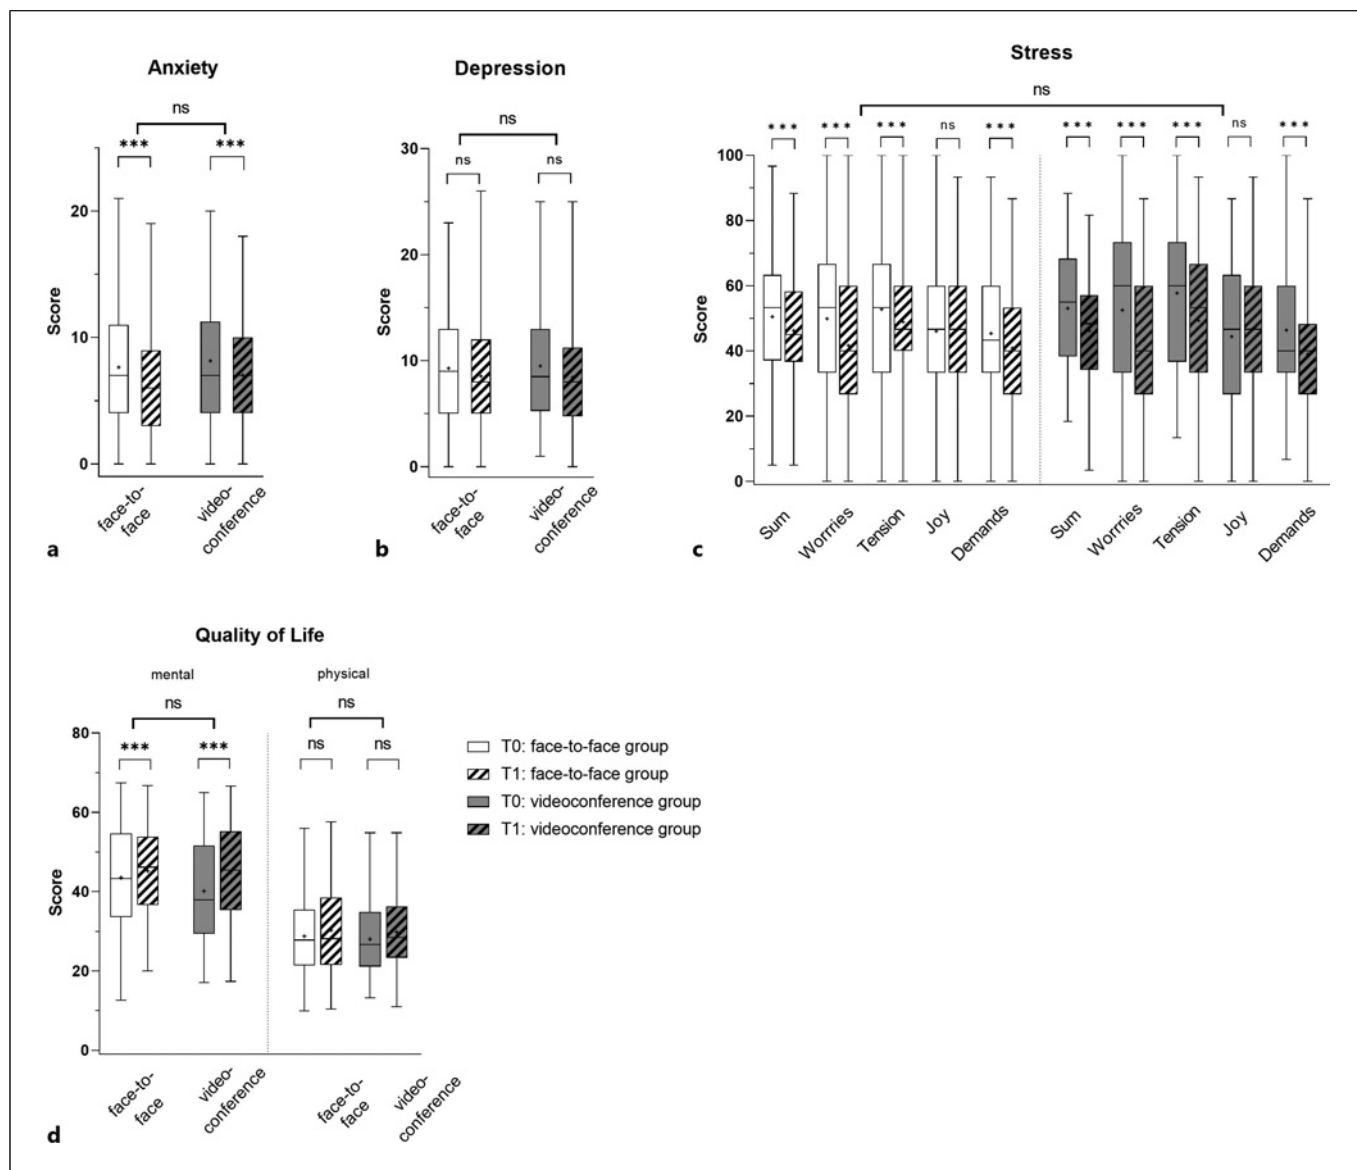 Anxiety
ns
***
***
20
10
0
Score
face-to-
face
video-
conference
a
Depression
ns
ns
ns
30
20
10
0
Score
face-to-
face
video-
conference
b
Stress
ns
***
***
***
ns
***
***
***
***
ns
***
100
80
60
40
20
0
Score
Sum
Worrries
Tension
Joy
Demands
Sum
Worrries
Tension
Joy
Demands
c
Quality of Life
mental
physical
ns
ns
***
***
ns
ns
80
60
40
20
0
Score
face-to-
face
video-
conference
face-to-
face
video-
conference
d
T0: face-to-face group
T1: face-to-face group
T0: videoconference group
T1: videoconference group